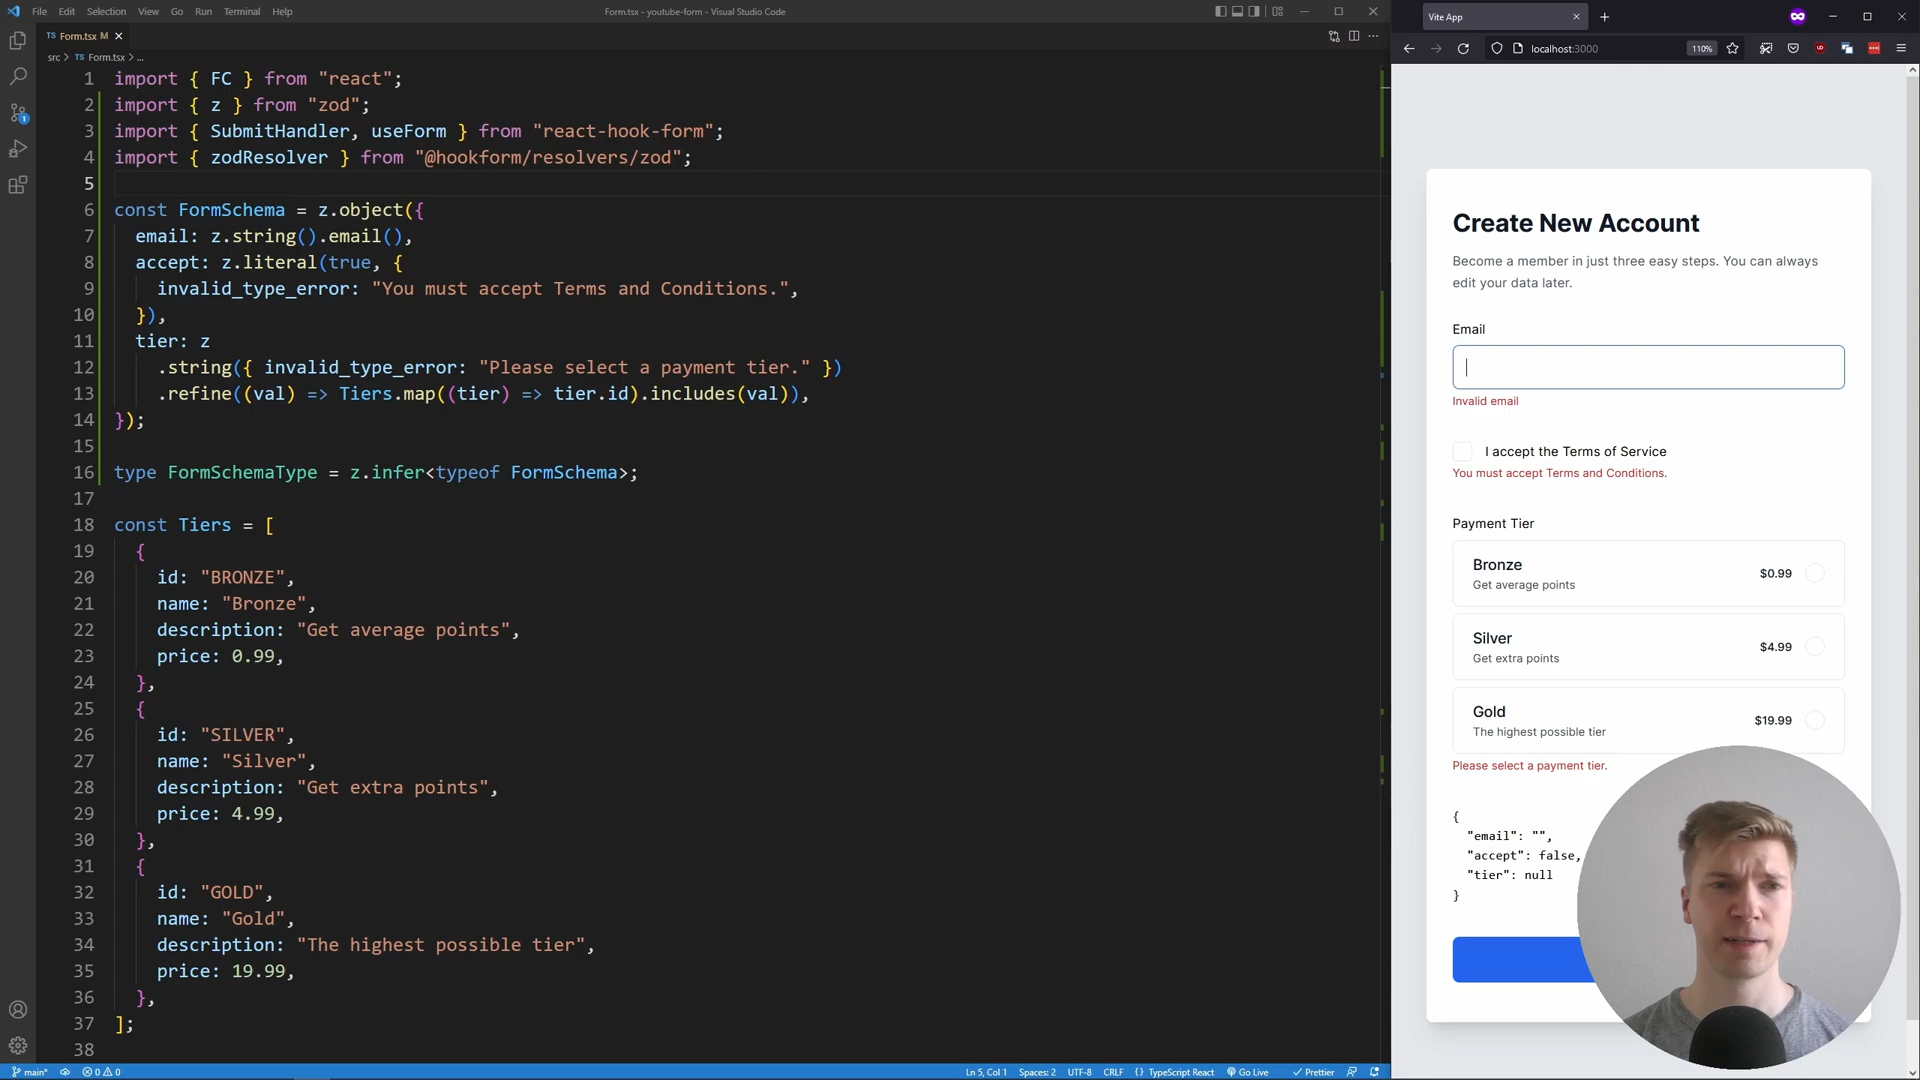 File Edit Selection View Go Run Terminal Help
Form.tsx - youtube-form - Visual Studio Code
TS Form.tsx M
src > TS Form.tsx > ...
1 import { FC } from "react";
2 import { z } from "zod";
3 import { SubmitHandler, useForm } from "react-hook-form";
4 import { zodResolver } from "@hookform/resolvers/zod";
5
6 const FormSchema = z.object({
7 email: z.string().email(),
8 accept: z.literal(true, {
9 invalid_type_error: "You must accept Terms and Conditions.",
10 }),
11 tier: z
12 .string({ invalid_type_error: "Please select a payment tier." })
13 .refine((val) => Tiers.map((tier) => tier.id).includes(val)),
14 });
15
16 type FormSchemaType = z.infer<typeof FormSchema>;
17
18 const Tiers = [
19 {
20 id: "BRONZE",
21 name: "Bronze",
22 description: "Get average points",
23 price: 0.99,
24 },
25 {
26 id: "SILVER",
27 name: "Silver",
28 description: "Get extra points",
29 price: 4.99,
30 },
31 {
32 id: "GOLD",
33 name: "Gold",
34 description: "The highest possible tier",
35 price: 19.99,
36 },
37 ];
38
main* 0 0
Ln 5, Col 1 Spaces: 2 UTF-8 CRLF {} TypeScript React Go Live Prettier
Vite App
localhost:3000 110%
Create New Account
Become a member in just three easy steps. You can always
edit your data later.
Email
Invalid email
I accept the Terms of Service
You must accept Terms and Conditions.
Payment Tier
Bronze
Get average points
$0.99
Silver
Get extra points
$4.99
Gold
The highest possible tier
$19.99
Please select a payment tier.
{
"email": "",
"accept": false,
"tier": null
}